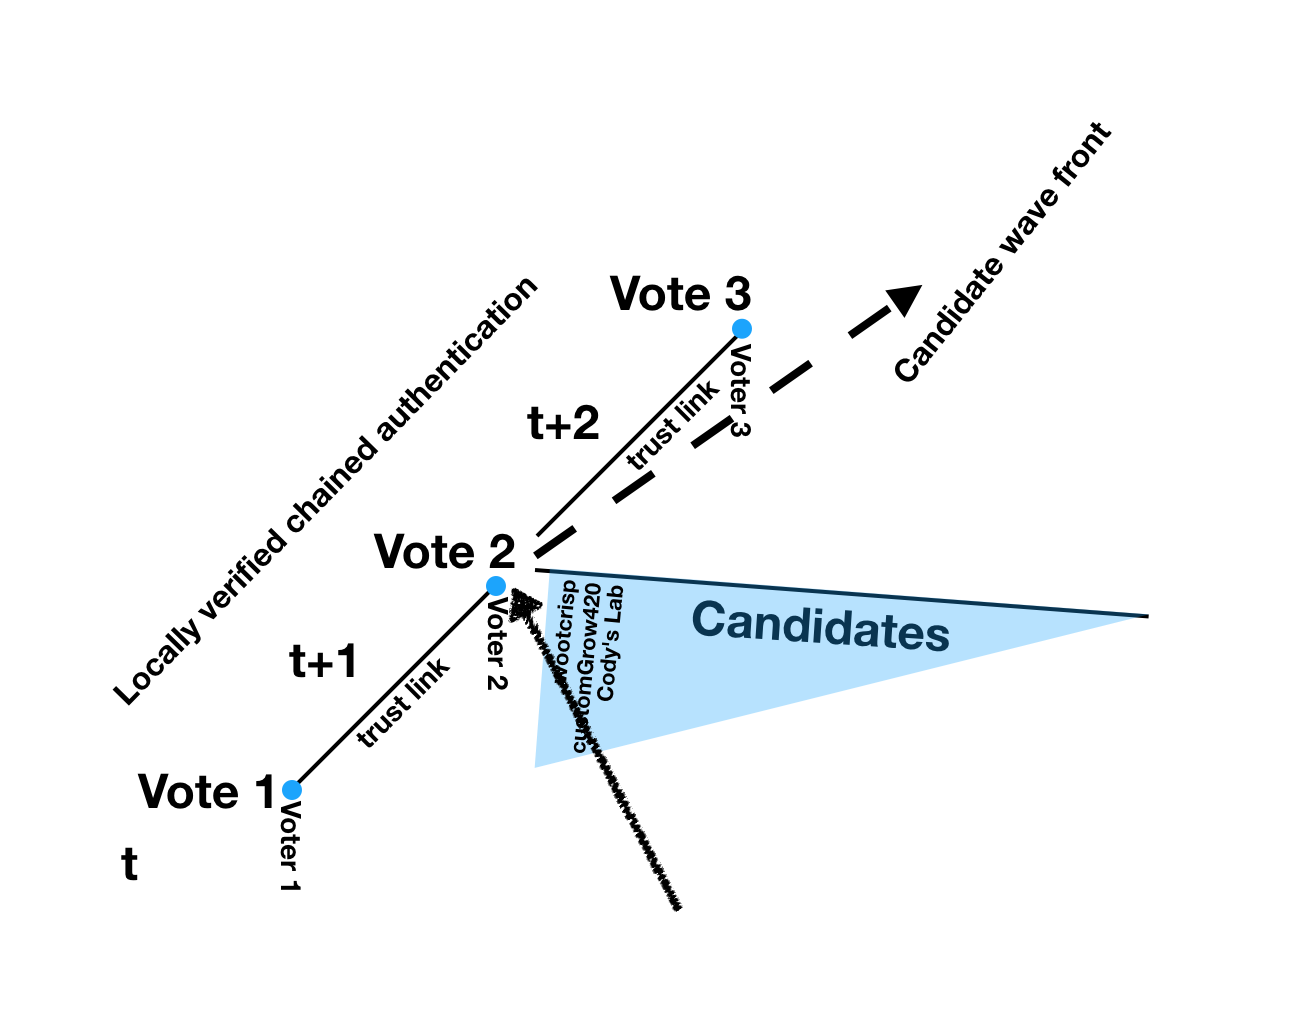 Candidate wave front
Vote 3
Voter 3
Locally verified chained authentication
t+2
trust link
Vote 2
Voter 2
Candidates
customGrow420
Cody's Lab
t+1
trust link
Vote 1
Voter 1
t